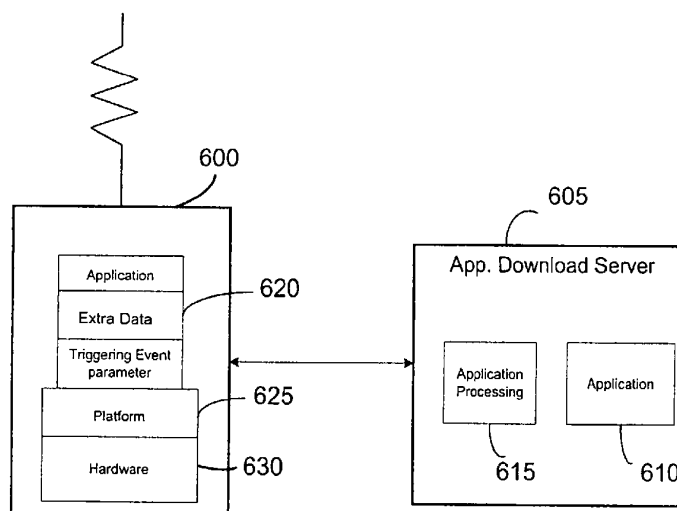 600
Application
Extra Data
620
Triggering Event
parameter
Platform
625
Hardware
630
605
App. Download Server
Application
Processing
615
Application
610